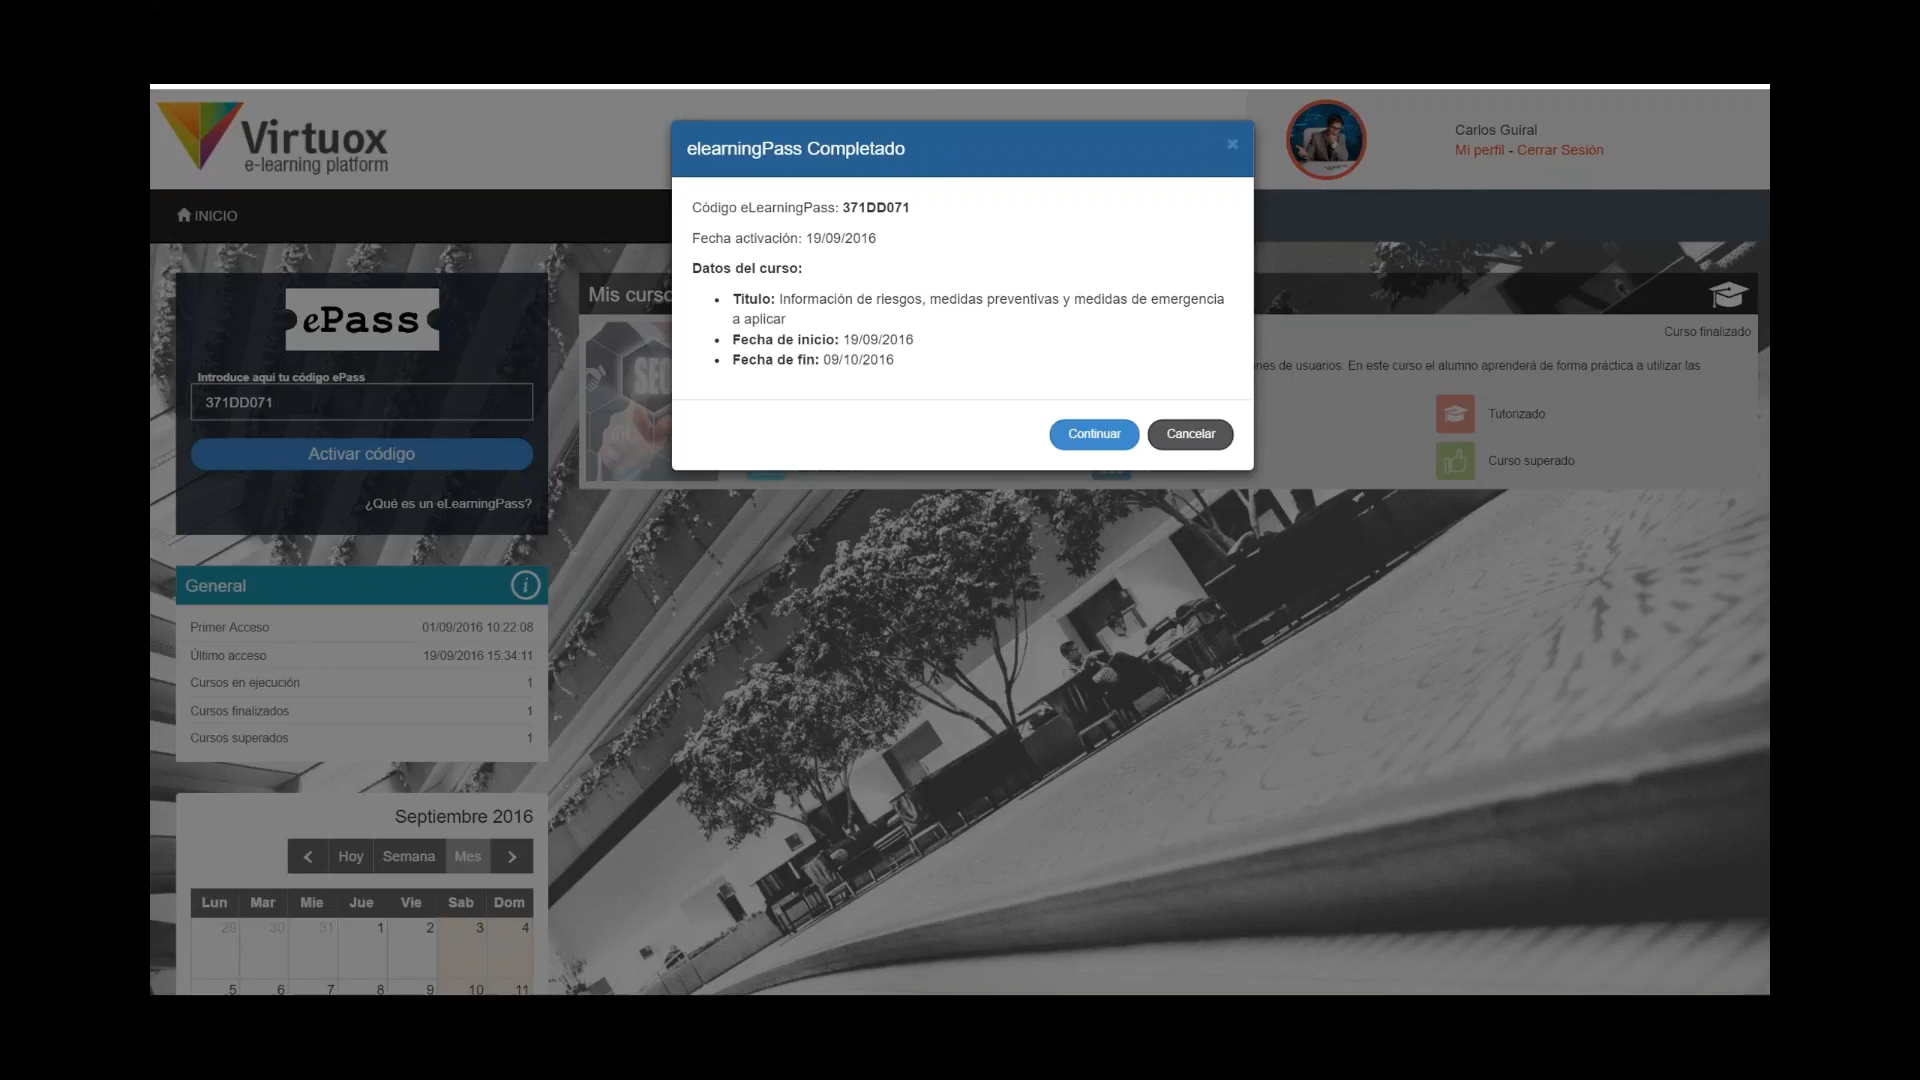 Virtuox
e-learning platform
Carlos Guiral
Mi perfil - Cerrar Sesión
INICIO
elearningPass Completado
×
Código eLearningPass: 371DD071
Fecha activación: 19/09/2016
Datos del curso:
• Título: Información de riesgos, medidas preventivas y medidas de emergencia
a aplicar
• Fecha de inicio: 19/09/2016
• Fecha de fin: 09/10/2016
Continuar
Cancelar
ePass
Introduce aquí tu código ePass
371DD071
Activar código
¿Qué es un eLearningPass?
Mis curso
Curso finalizado
nes de usuarios. En este curso el alumno aprenderá de forma práctica a utilizar las
SEO
Tutorizado
Curso superado
General
Primer Acceso 01/09/2016 10:22:08
Último acceso 19/09/2016 15:34:11
Cursos en ejecución 1
Cursos finalizados 1
Cursos superados 1
Septiembre 2016
Hoy Semana Mes
Lun Mar Mie Jue Vie Sab Dom
29 30 31 1 2 3 4
5 6 7 8 9 10 11